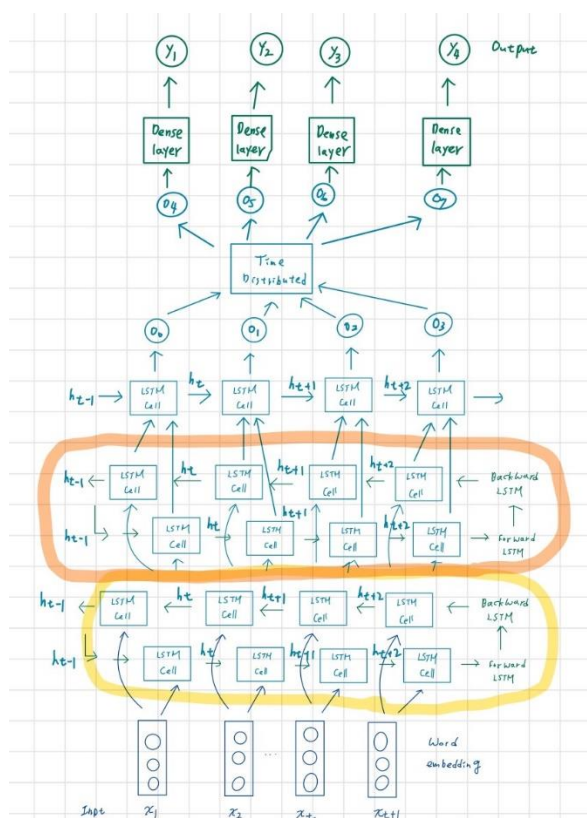 Y1 Y2 Y3 Y4 Output
Dense layer Dense layer Dense layer Dense layer
O4 O5 O6 O7
Time
Distributed
O0 O1 O2 O3
ht-1 LSTM Cell ht LSTM Cell ht+1 LSTM Cell ht+2 LSTM Cell
ht-1 LSTM Cell ht LSTM Cell ht+1 LSTM Cell ht+2 LSTM Cell Backward LSTM
ht-1 LSTM Cell ht LSTM Cell ht+1 LSTM Cell ht+2 LSTM Cell Forward LSTM
ht-1 LSTM Cell ht LSTM Cell ht+1 LSTM Cell ht+2 LSTM Cell Backward LSTM
ht-1 LSTM Cell ht LSTM Cell ht+1 LSTM Cell ht+2 LSTM Cell Forward LSTM
... Word
embedding
Inpt x1 x2 xt+1